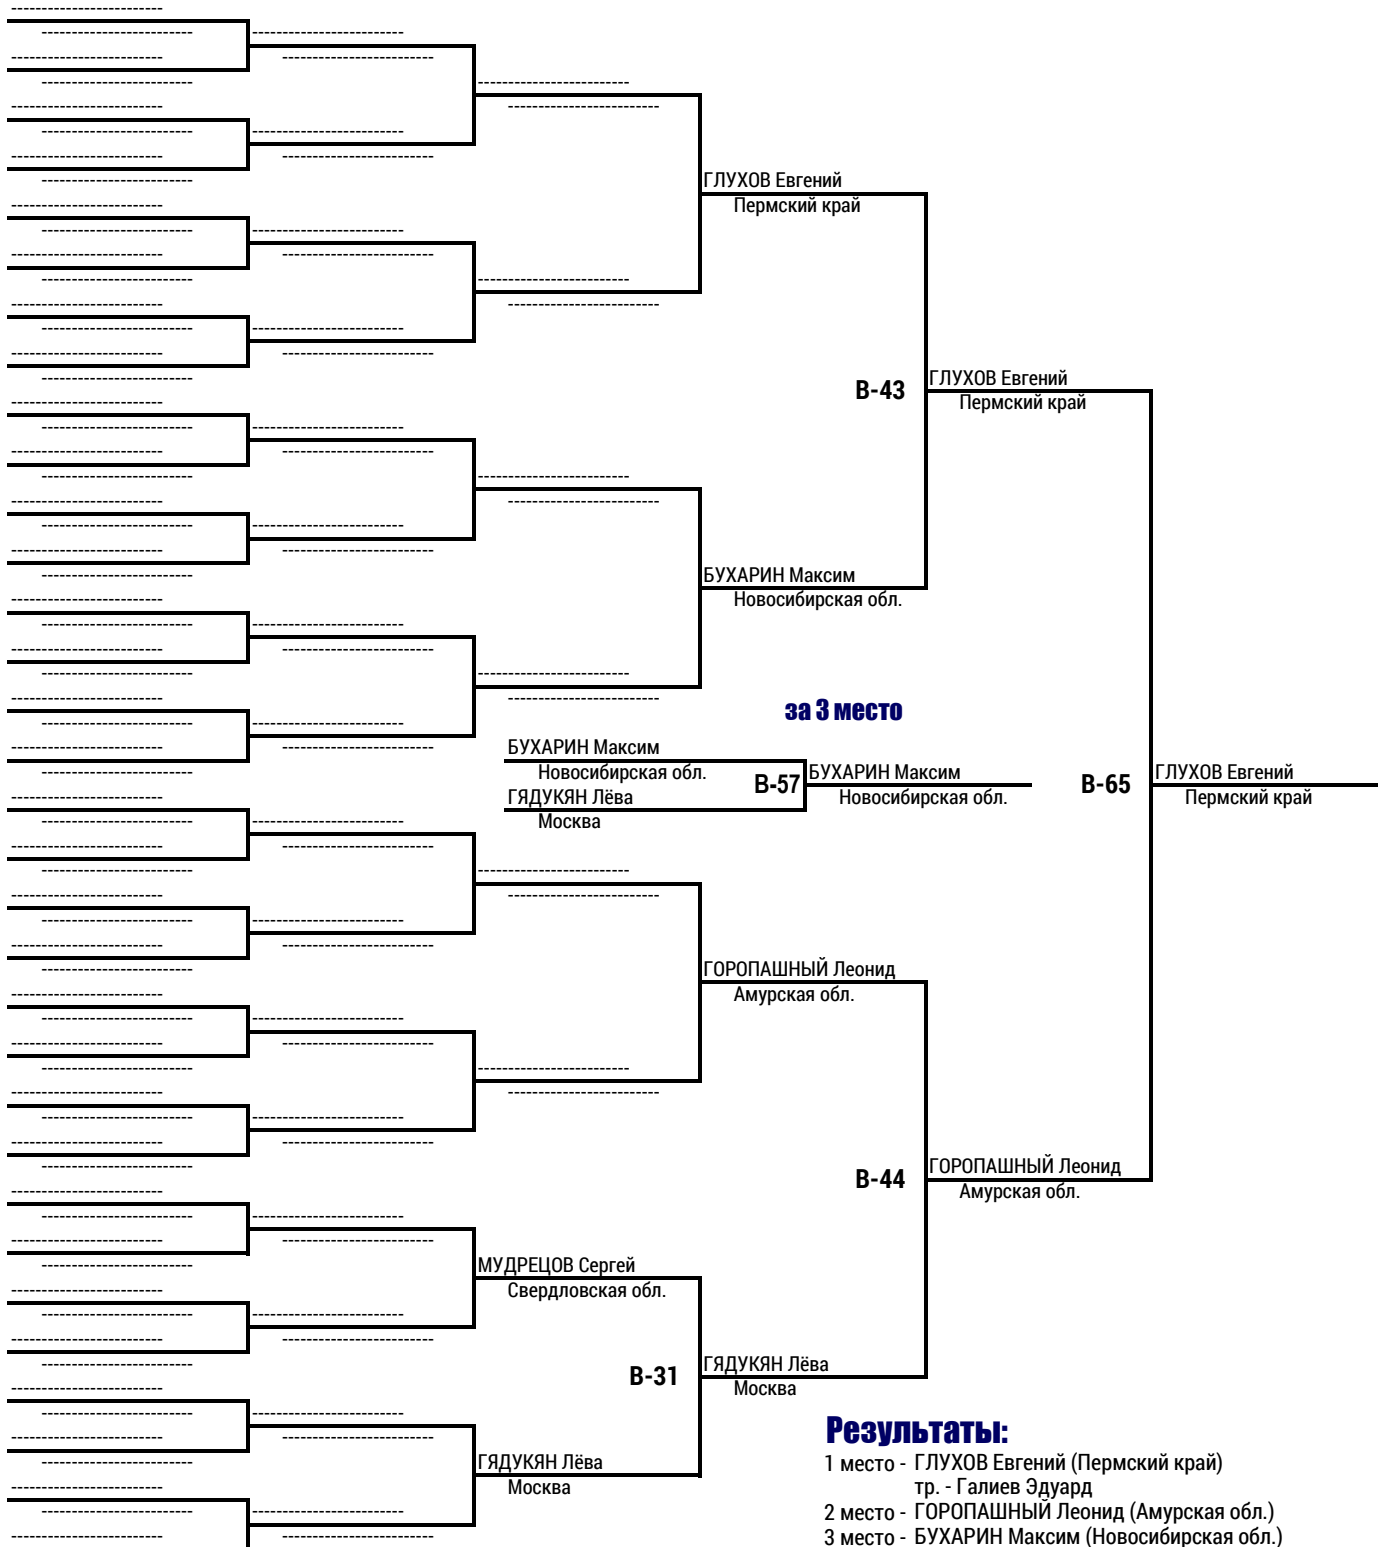 ГЛУХОВ Евгений
Пермский край
B-43
ГЛУХОВ Евгений
Пермский край
БУХАРИН Максим
Новосибирская обл.
за 3 место
БУХАРИН Максим
Новосибирская обл.
ГЯДУКЯН Лёва
Москва
B-57
БУХАРИН Максим
Новосибирская обл.
B-65
ГЛУХОВ Евгений
Пермский край
ГОРОПАШНЫЙ Леонид
Амурская обл.
B-44
ГОРОПАШНЫЙ Леонид
Амурская обл.
МУДРЕЦОВ Сергей
Свердловская обл.
B-31
ГЯДУКЯН Лёва
Москва
ГЯДУКЯН Лёва
Москва
Результаты:
1 место - ГЛУХОВ Евгений (Пермский край)
тр. - Галиев Эдуард
2 место - ГОРОПАШНЫЙ Леонид (Амурская обл.)
3 место - БУХАРИН Максим (Новосибирская обл.)